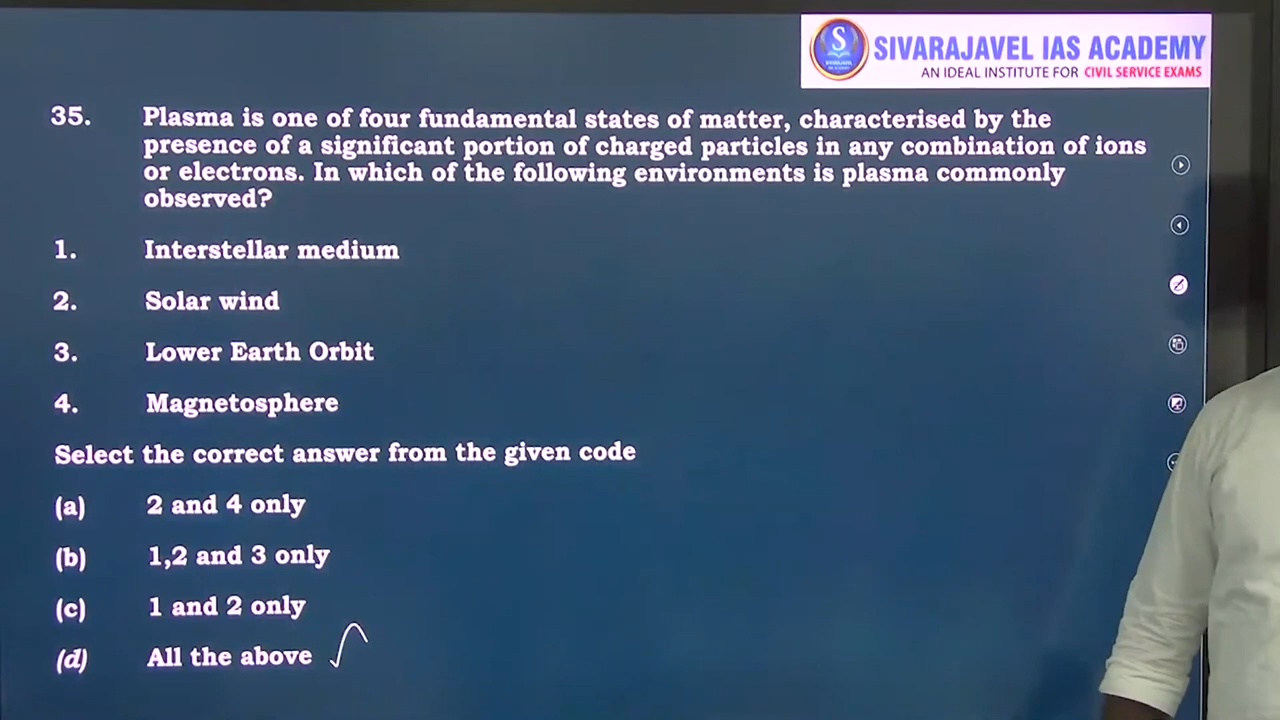 S
SIVARAJAVEL IAS ACADEMY
AN IDEAL INSTITUTE FOR CIVIL SERVICE EXAMS
35. Plasma is one of four fundamental states of matter, characterised by the
presence of a significant portion of charged particles in any combination of ions
or electrons. In which of the following environments is plasma commonly
observed?
1. Interstellar medium
2. Solar wind
3. Lower Earth Orbit
4. Magnetosphere
Select the correct answer from the given code
(a) 2 and 4 only
(b) 1,2 and 3 only
(c) 1 and 2 only
(d) All the above